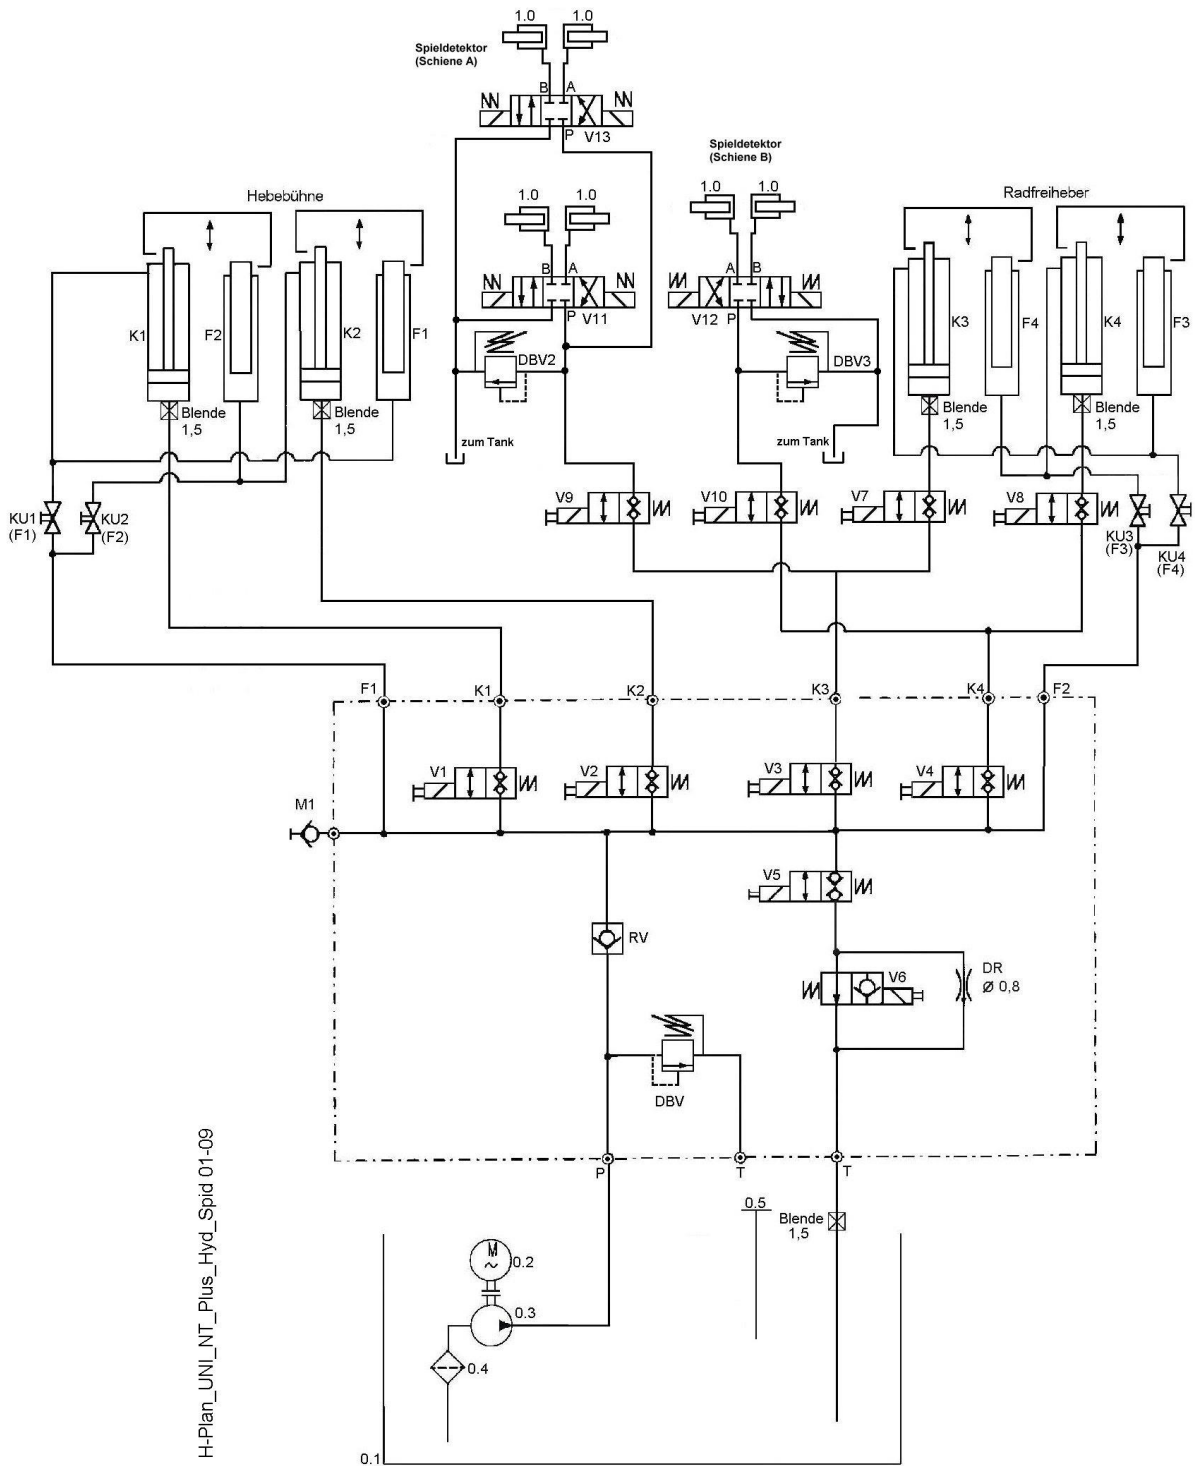 1.0
1.0
Spieldetektor
(Schiene A)
B
A
P
V13
Spieldetektor
(Schiene B)
1.0
1.0
1.0
1.0
Hebebühne
Radfreiheber
B
A
P
V11
A
B
P
V12
K1
F2
K2
F1
DBV2
DBV3
K3
F4
K4
F3
Blende
1,5
Blende
1,5
Blende
1,5
Blende
1,5
zum Tank
zum Tank
V9
V10
V7
V8
KU1
(F1)
KU2
(F2)
KU3
(F3)
KU4
(F4)
F1
K1
K2
K3
K4
F2
V1
V2
V3
V4
M1
V5
RV
V6
DR
Ø 0,8
DBV
P
T
T
0.5
Blende
1,5
M
~
0.2
0.3
0.4
0.1
H-Plan_UNI_NT_Plus_Hyd_Spid 01-09